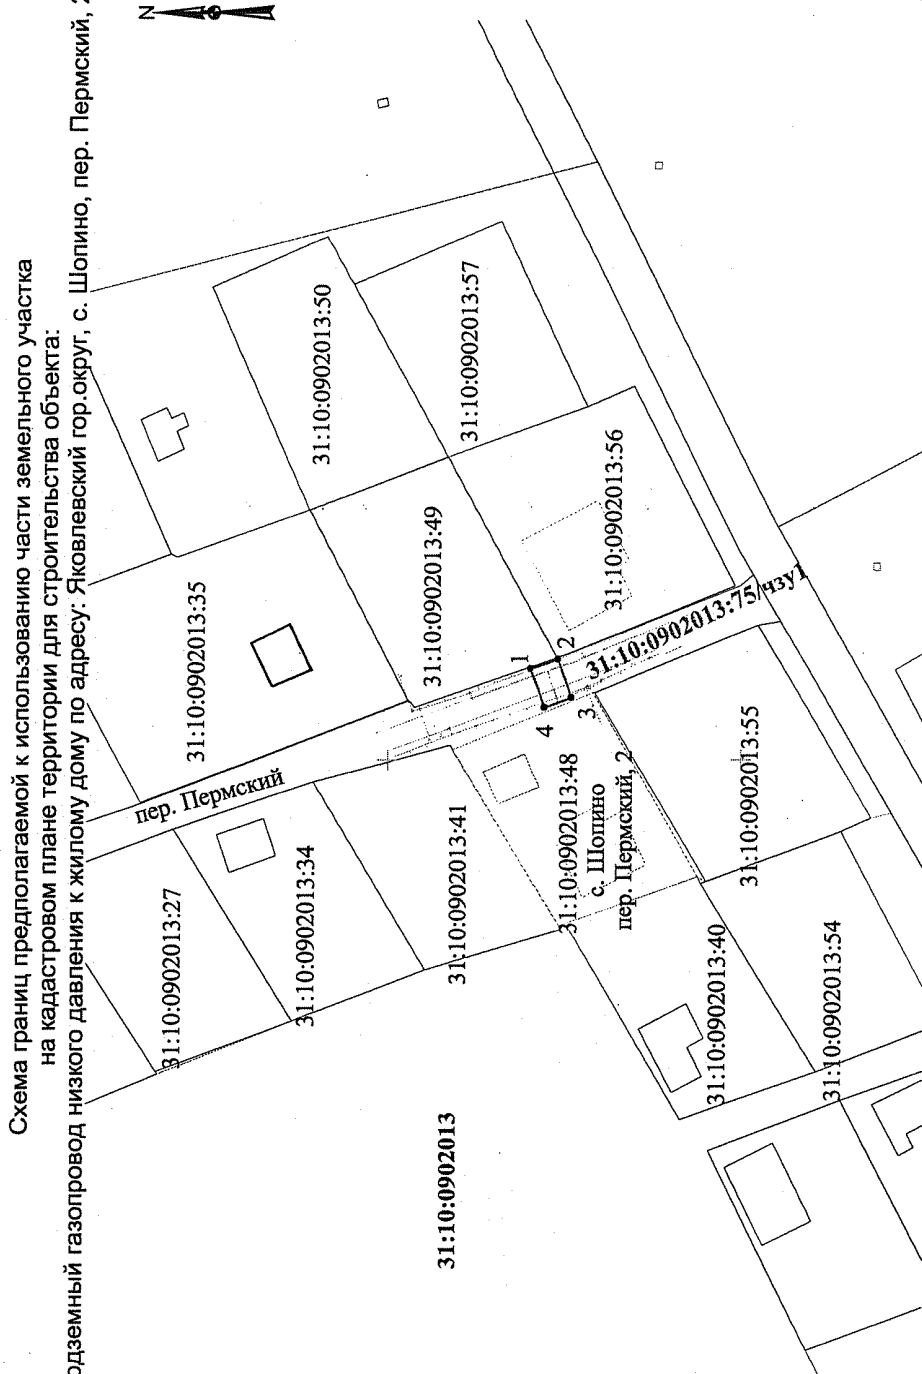 Схема границ предполагаемой к использованию части земельного участка
на кадастровом плане территории для строительства объекта:
одземный газопровод низкого давления к жилому дому по адресу: Яковлевский гор.округ, с. Шопино, пер. Пермский, 2
N
31:10:0902013:27
пер. Пермский
31:10:0902013:35
31:10:0902013:34
31:10:0902013:50
31:10:0902013:49
31:10:0902013:57
31:10:0902013:41
31:10:0902013
1
2
3
4
31:10:0902013:48
с. Шопино
пер. Пермский, 2
31:10:0902013:56
31:10:0902013:75/чзу1
31:10:0902013:55
31:10:0902013:40
31:10:0902013:54